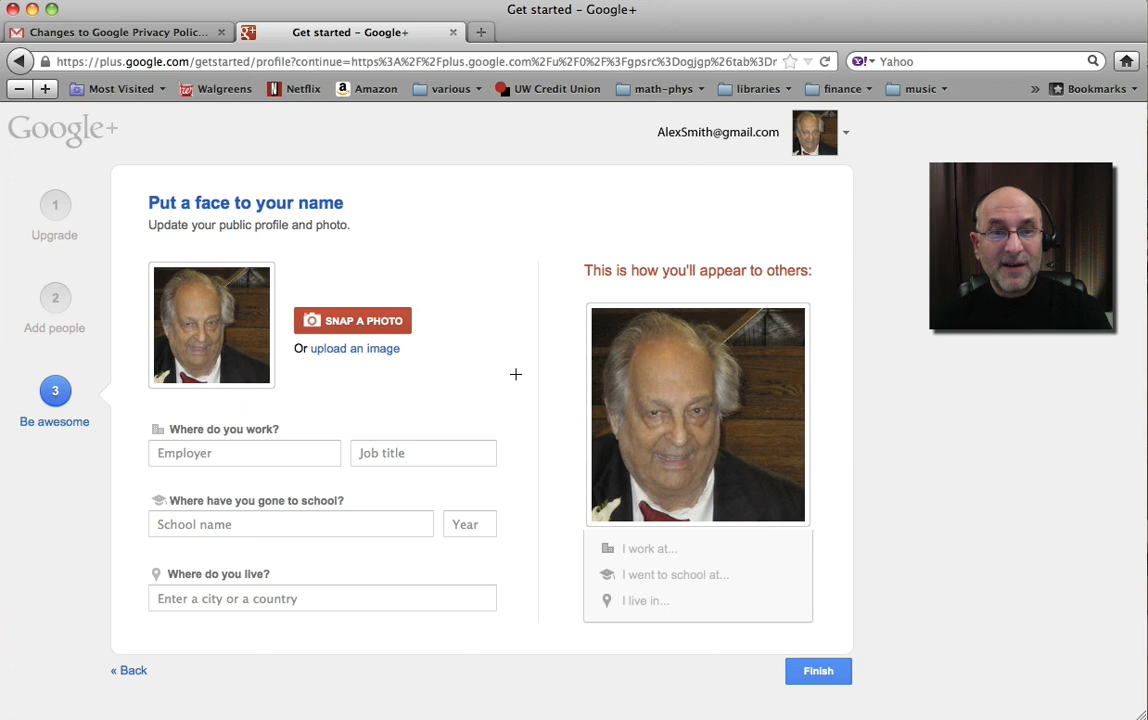 Get started - Google+
Changes to Google Privacy Polic...
Get started - Google+
https://plus.google.com/getstarted/profile?continue=https%3A%2F%2Fplus.google.com%2Fu%2F0%2F%3Fgpsrc%3Dogjgp%26tab%3Dr
Yahoo
Most Visited
Walgreens
Netflix
Amazon
various
UW Credit Union
math-phys
libraries
finance
music
»
Bookmarks
Google+
AlexSmith@gmail.com
1
Upgrade
2
Add people
3
Be awesome
Put a face to your name
Update your public profile and photo.
SNAP A PHOTO
Or upload an image
Where do you work?
Employer
Job title
Where have you gone to school?
School name
Year
Where do you live?
Enter a city or a country
This is how you'll appear to others:
I work at...
I went to school at...
I live in...
« Back
Finish